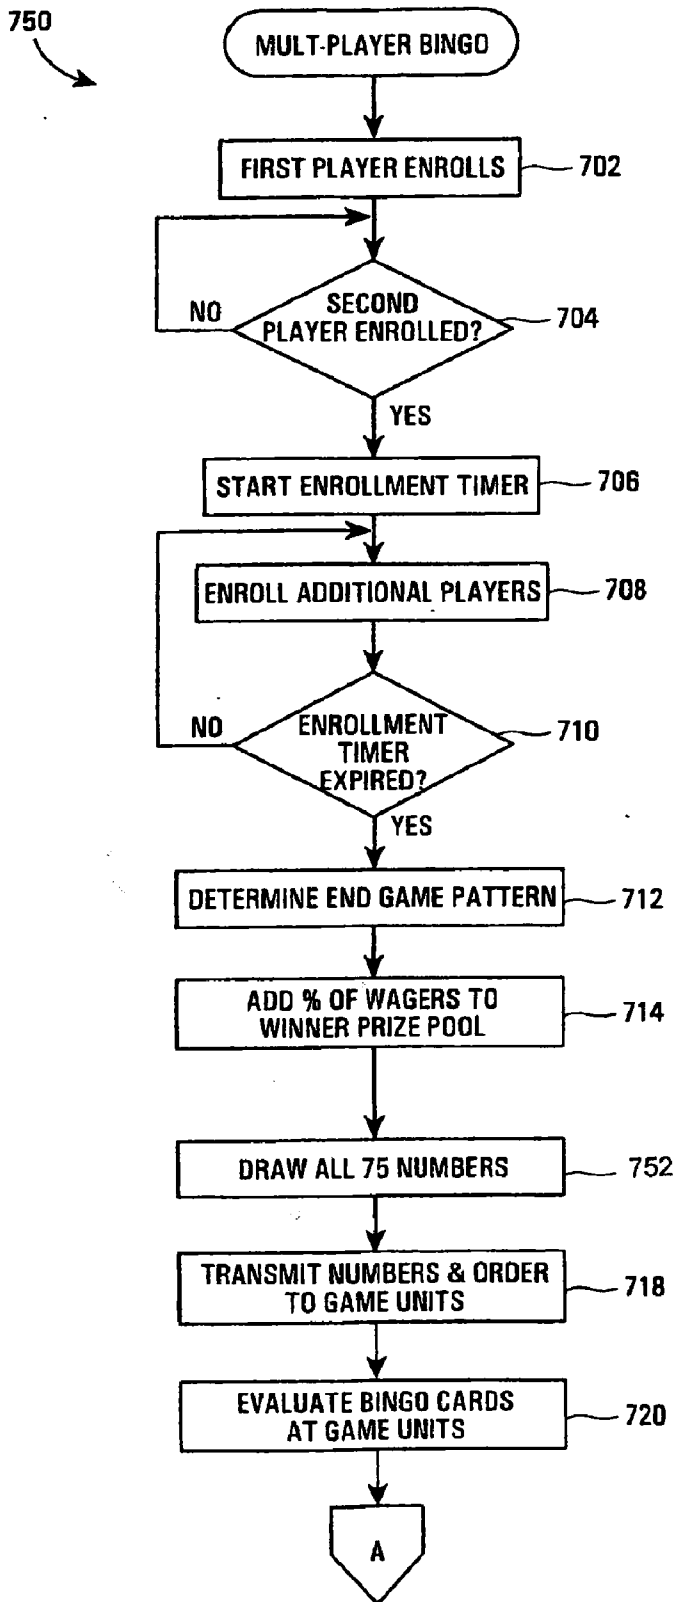 750
MULT-PLAYER BINGO
FIRST PLAYER ENROLLS
702
SECOND
PLAYER ENROLLED?
704
NO
YES
START ENROLLMENT TIMER
706
ENROLL ADDITIONAL PLAYERS
708
ENROLLMENT
TIMER
EXPIRED?
710
NO
YES
DETERMINE END GAME PATTERN
712
ADD % OF WAGERS TO
WINNER PRIZE POOL
714
DRAW ALL 75 NUMBERS
752
TRANSMIT NUMBERS & ORDER
TO GAME UNITS
718
EVALUATE BINGO CARDS
AT GAME UNITS
720
A